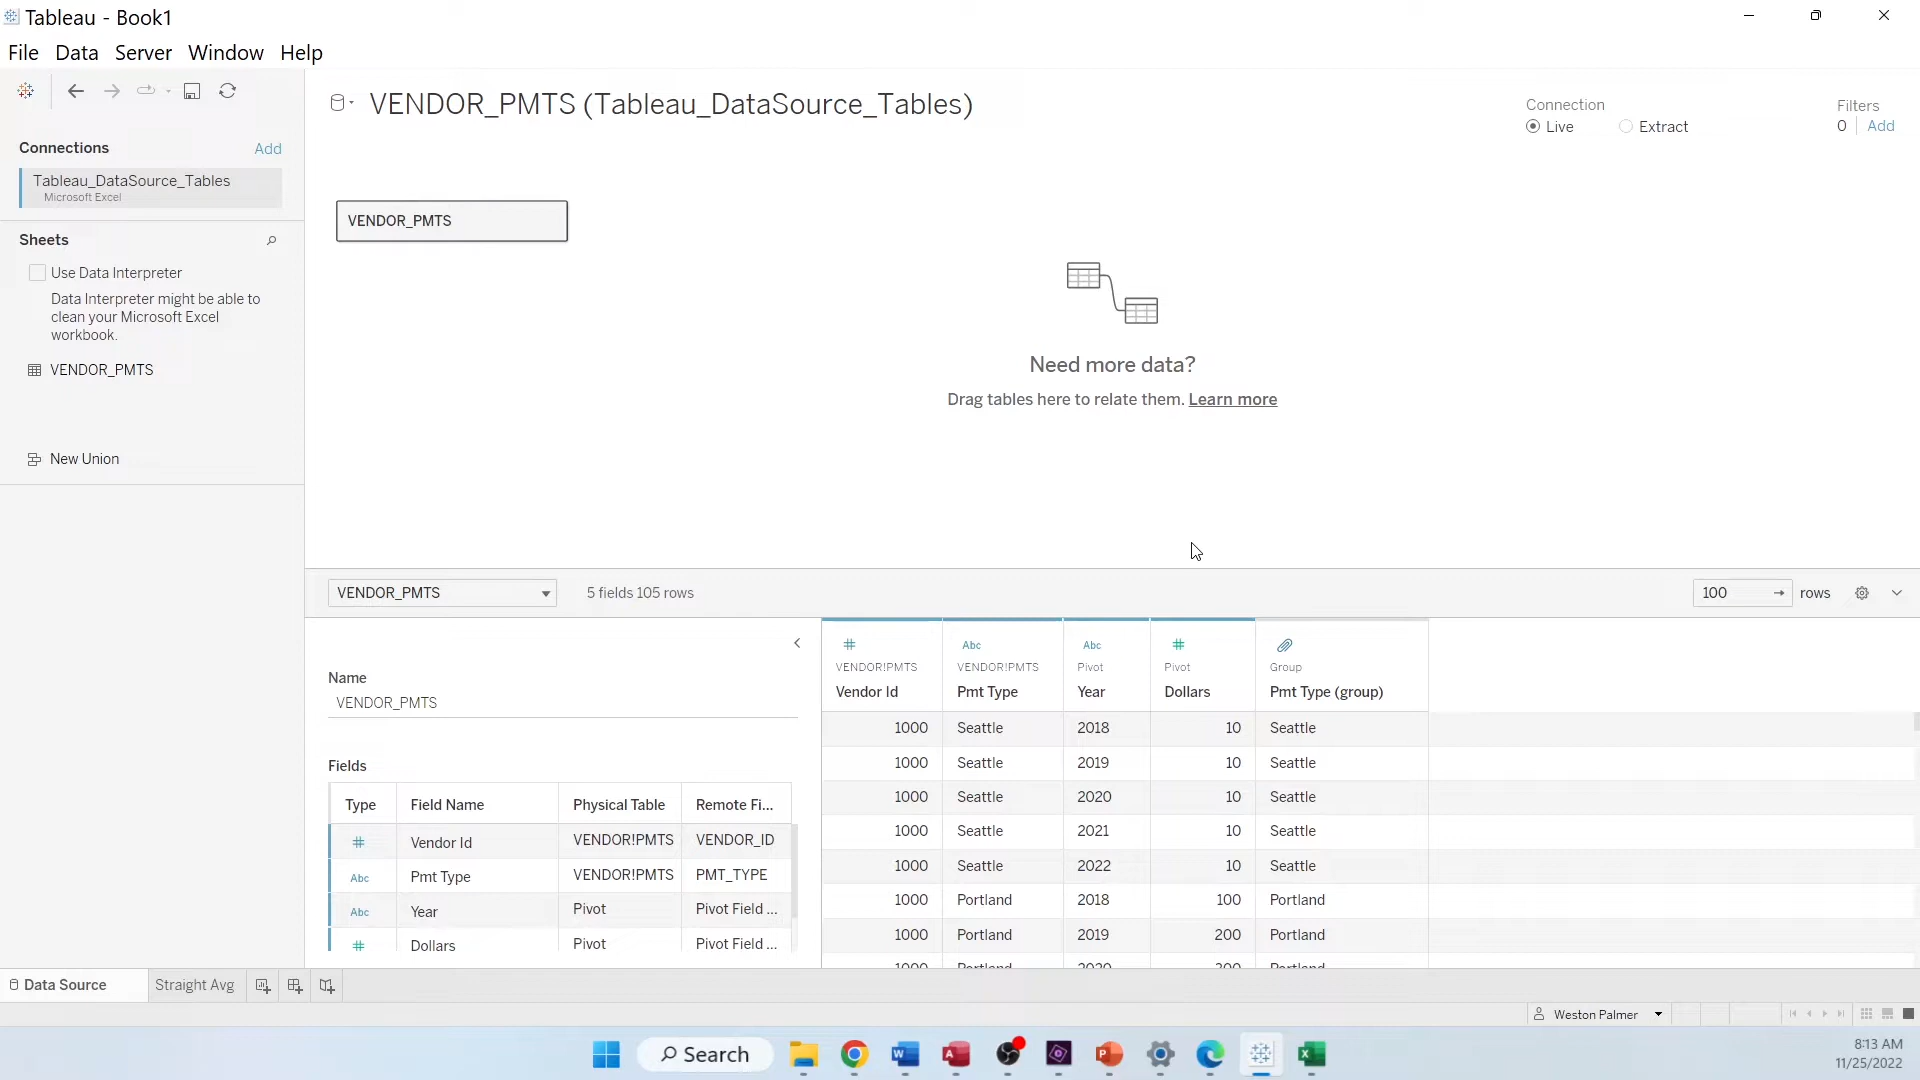 Tableau - Book1
File Data Server Window Help
Connections Add
Tableau_DataSource_Tables
Microsoft Excel
Sheets
Use Data Interpreter
Data Interpreter might be able to
clean your Microsoft Excel
workbook.
VENDOR_PMTS
New Union
VENDOR_PMTS (Tableau_DataSource_Tables)
Connection
Live Extract
Filters
0 Add
VENDOR_PMTS
Need more data?
Drag tables here to relate them. Learn more
VENDOR_PMTS 5 fields 105 rows 100 rows
Name
VENDOR_PMTS
Fields
Type Field Name Physical Table Remote Fi...
# Vendor Id VENDOR!PMTS VENDOR_ID
Abc Pmt Type VENDOR!PMTS PMT_TYPE
Abc Year Pivot Pivot Field ...
# Dollars Pivot Pivot Field ...
# Abc Abc #
VENDOR!PMTS VENDOR!PMTS Pivot Pivot Group
Vendor Id Pmt Type Year Dollars Pmt Type (group)
1000 Seattle 2018 10 Seattle
1000 Seattle 2019 10 Seattle
1000 Seattle 2020 10 Seattle
1000 Seattle 2021 10 Seattle
1000 Seattle 2022 10 Seattle
1000 Portland 2018 100 Portland
1000 Portland 2019 200 Portland
1000 Portland 2020 300 Portland
Data Source Straight Avg
Weston Palmer
Search
8:13 AM
11/25/2022